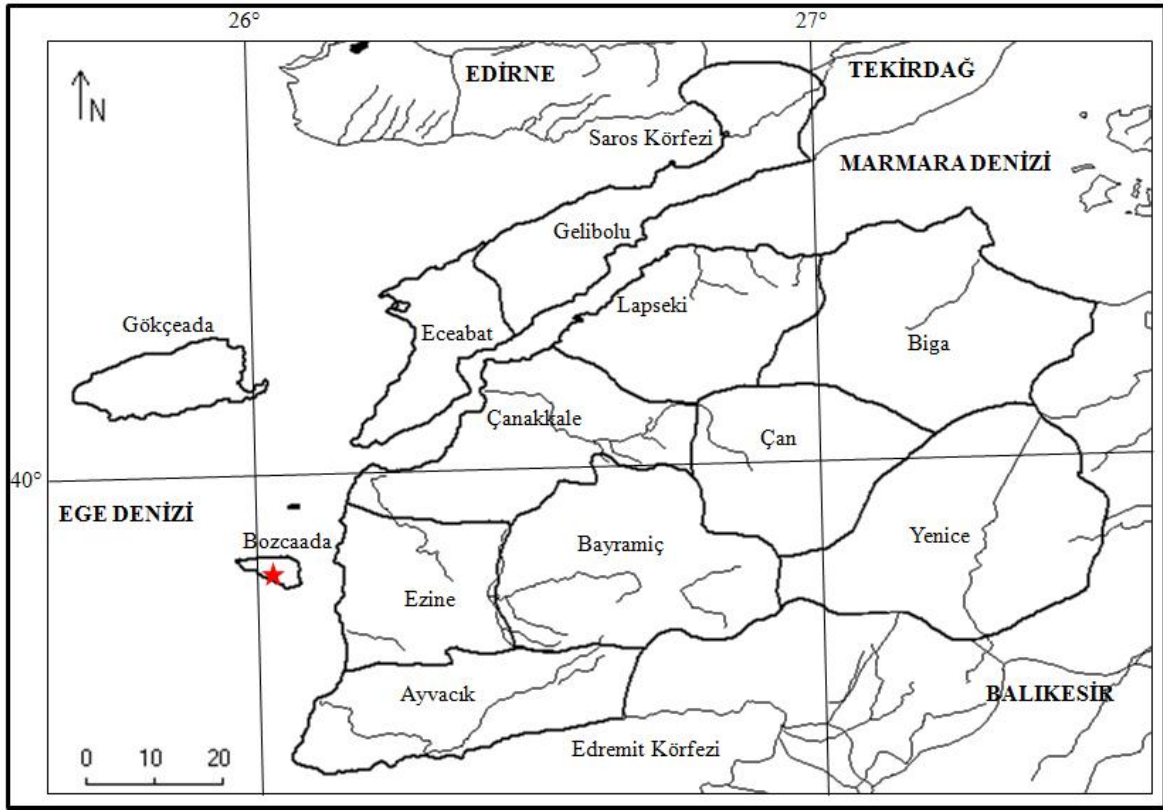 26°
27°
N
EDİRNE
TEKİRDAĞ
Saros Körfezi
MARMARA DENİZİ
Gelibolu
Lapseki
Gökçeada
Eceabat
Biga
Çanakkale
Çan
40°
EGE DENİZİ
Bozcaada
Bayramiç
Yenice
Ezine
Ayvacık
BALIKESİR
Edremit Körfezi
0 10 20